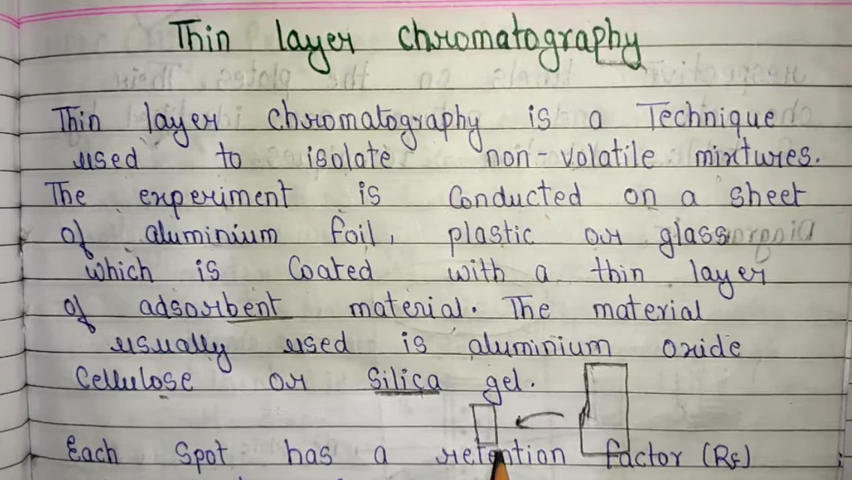 Thin layer chromatography
Thin layer chromatography is a Technique
used to isolate non-volatile mixtures.
The experiment is Conducted on a sheet
of aluminium foil, plastic or glass
which is Coated with a thin layer
of adsorbent material. The material
usually used is aluminium oxide
Cellulose or silica gel.
Each spot has a retention factor (Rf)